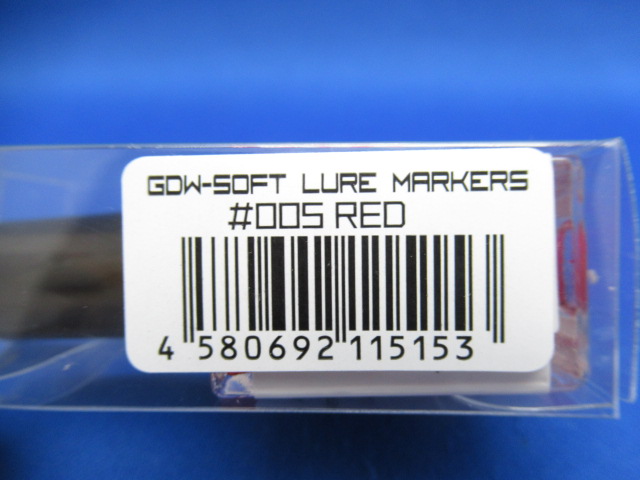 GDW-SOFT LURE MARKERS
#005 RED
4 580692 115153